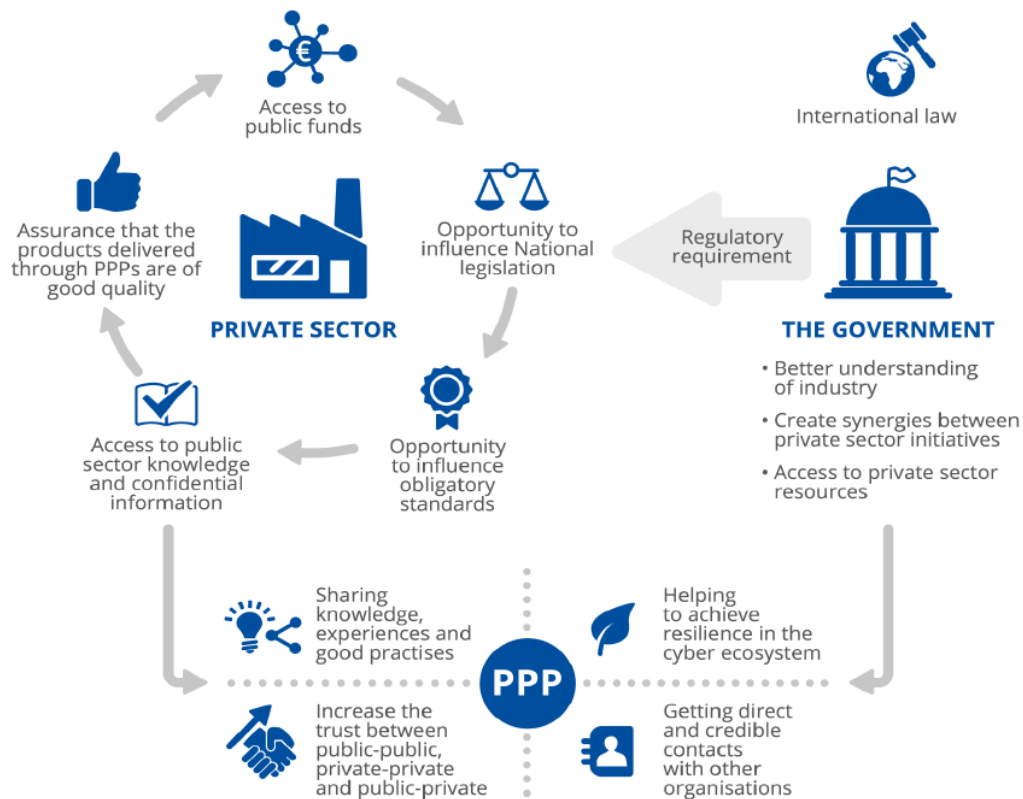 €
Access to
public funds
International law
Assurance that the
products delivered
through PPPs are of
good quality
Opportunity to
influence National
legislation
Regulatory
requirement
PRIVATE SECTOR
THE GOVERNMENT
• Better understanding
of industry
• Create synergies between
private sector initiatives
• Access to private sector
resources
Access to public
sector knowledge
and confidential
information
Opportunity
to influence
obligatory
standards
Sharing
knowledge,
experiences and
good practises
Helping
to achieve
resilience in the
cyber ecosystem
PPP
Increase the
trust between
public-public,
private-private
and public-private
Getting direct
and credible
contacts
with other
organisations